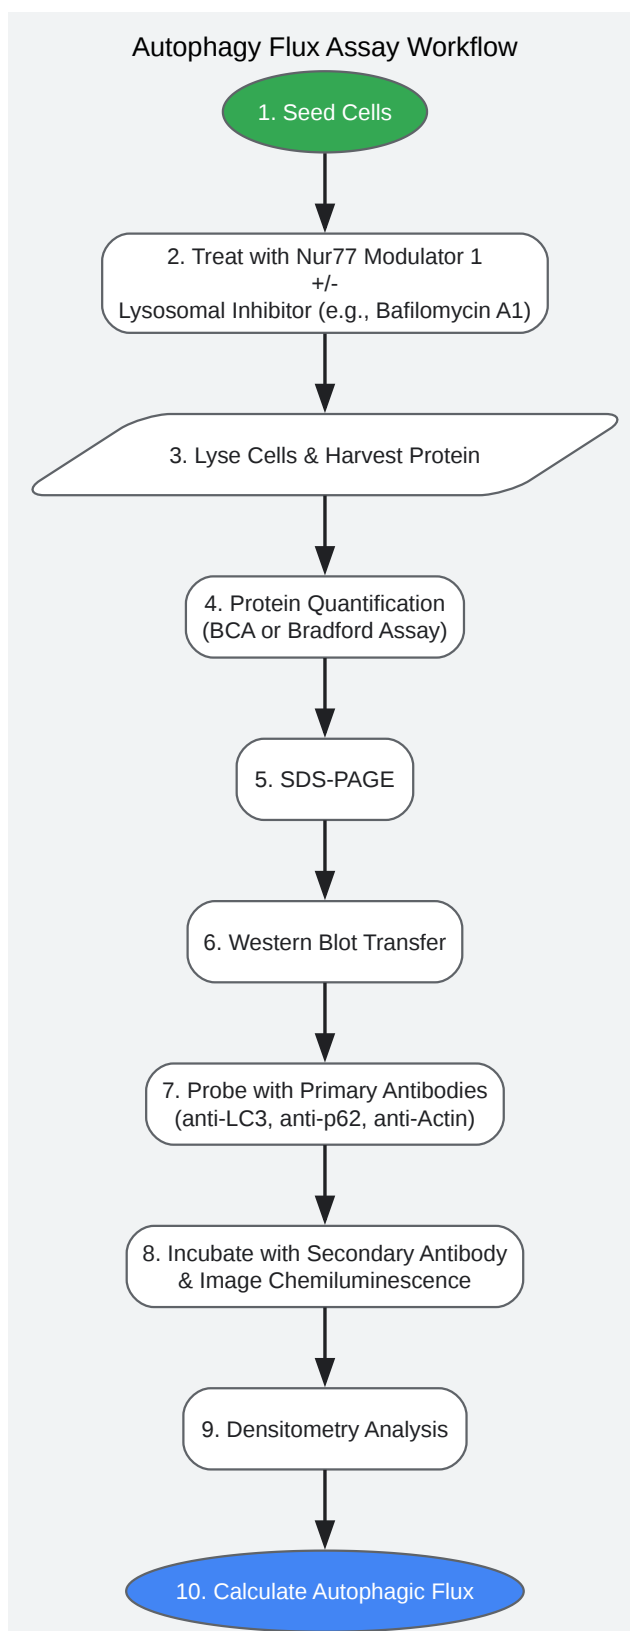 Autophagy Flux Assay Workflow
1. Seed Cells
2. Treat with Nur77 Modulator 1
+/-
Lysosomal Inhibitor (e.g., Bafilomycin A1)
3. Lyse Cells & Harvest Protein
4. Protein Quantification
(BCA or Bradford Assay)
5. SDS-PAGE
6. Western Blot Transfer
7. Probe with Primary Antibodies
(anti-LC3, anti-p62, anti-Actin)
8. Incubate with Secondary Antibody
& Image Chemiluminescence
9. Densitometry Analysis
10. Calculate Autophagic Flux